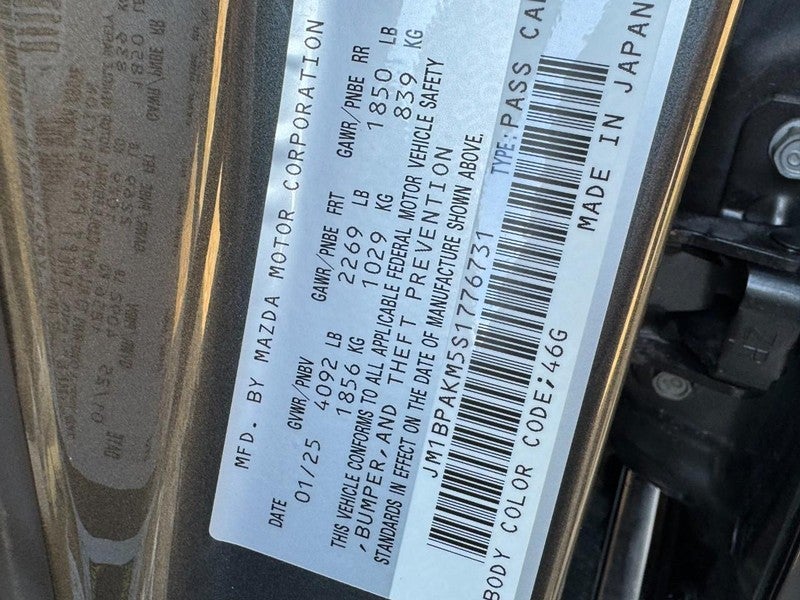 MFD. BY MAZDA MOTOR CORPORATION
DATE GVWR/PNBV GAWR/PNBE FRT GAWR/PNBE RR
01/25 4092 LB 2269 LB 1850 LB
1856 KG 1029 KG 839 KG
THIS VEHICLE CONFORMS TO ALL APPLICABLE FEDERAL MOTOR VEHICLE SAFETY
,BUMPER,AND THEFT PREVENTION
STANDARDS IN EFFECT ON THE DATE OF MANUFACTURE SHOWN ABOVE.
JM1BPAKM5S1776731 TYPE:PASS CAR
BODY COLOR CODE;46G MADE IN JAPAN